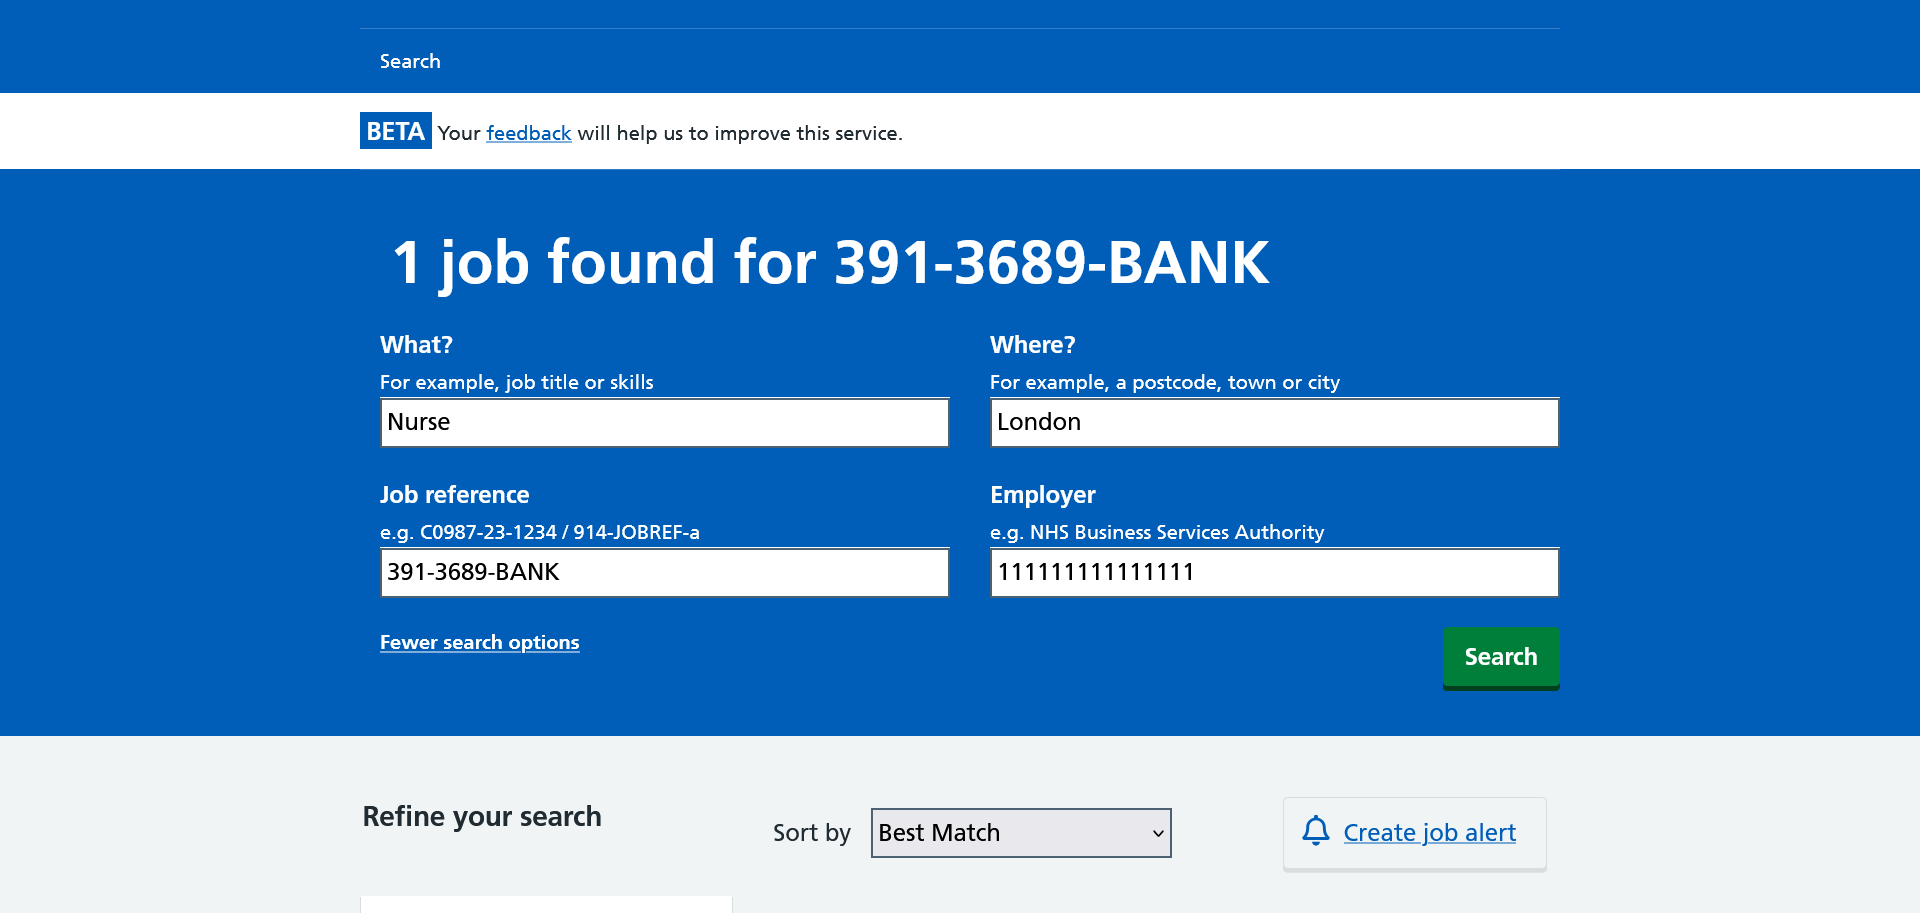 Search
BETA Your feedback will help us to improve this service.
1 job found for 391-3689-BANK
What?
For example, job title or skills
Nurse
Where?
For example, a postcode, town or city
London
Job reference
e.g. C0987-23-1234 / 914-JOBREF-a
391-3689-BANK
Employer
e.g. NHS Business Services Authority
111111111111111
Fewer search options
Search
Refine your search
Sort by Best Match
Create job alert